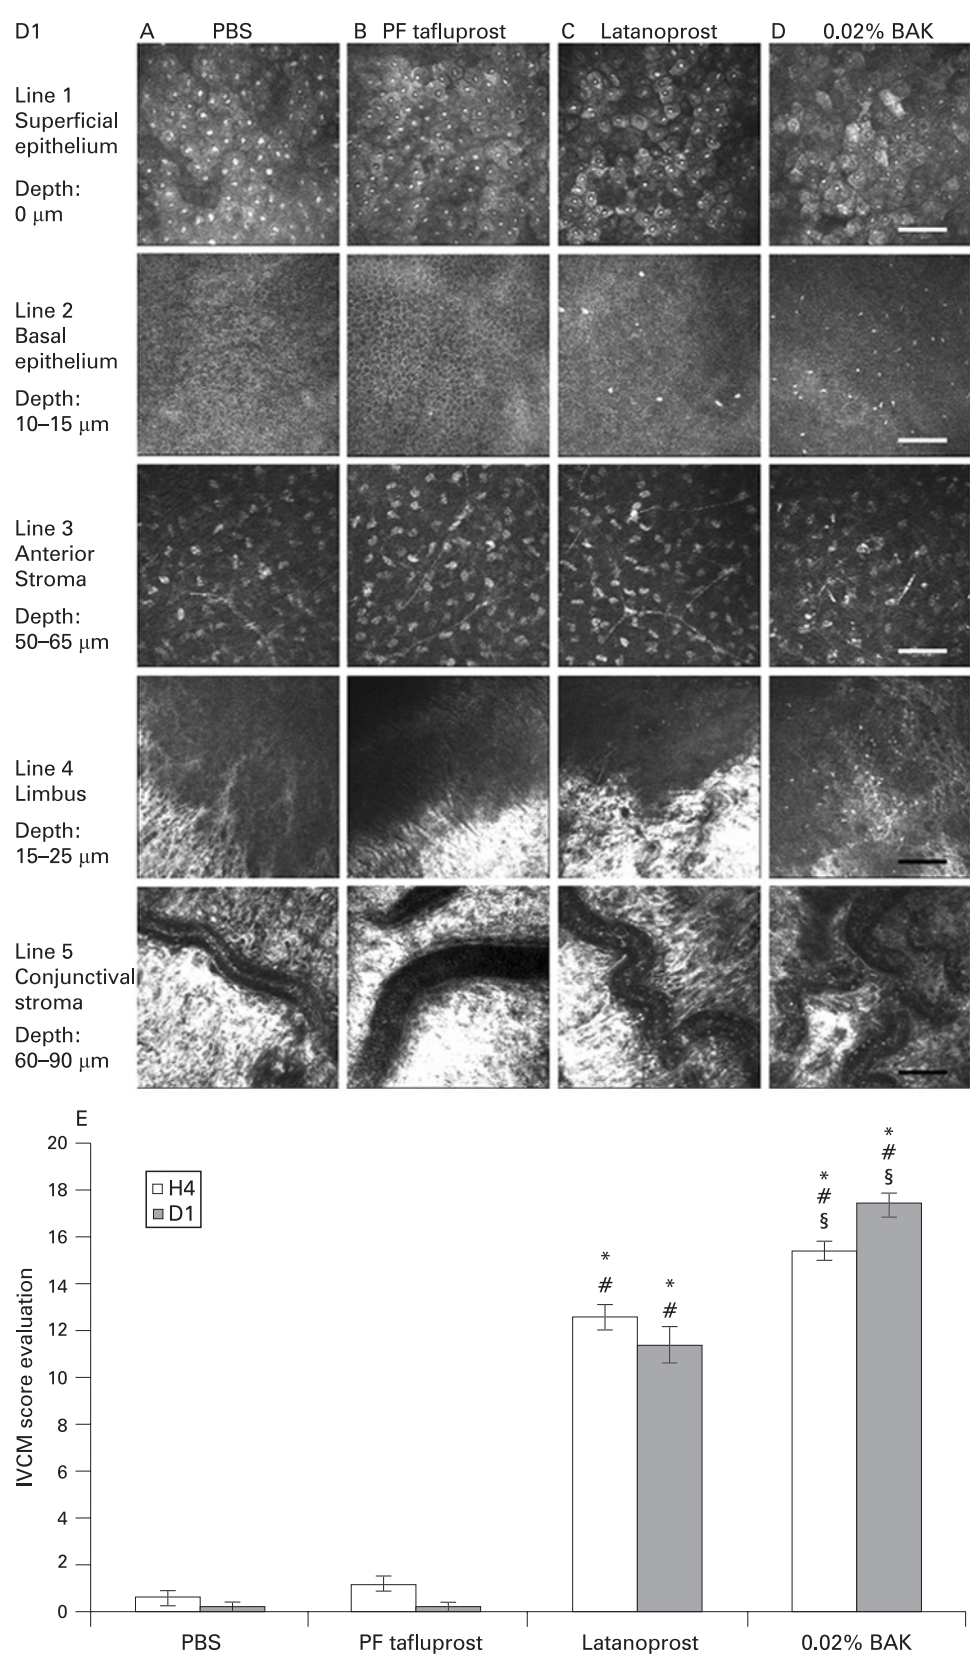 D1 A PBS B PF tafluprost C Latanoprost D 0.02% BAK
Line 1
Superficial
epithelium
Depth:
0 μm
Line 2
Basal
epithelium
Depth:
10–15 μm
Line 3
Anterior
Stroma
Depth:
50–65 μm
Line 4
Limbus
Depth:
15–25 μm
Line 5
Conjunctival
stroma
Depth:
60–90 μm
E
IVCM score evaluation
20
18
16
14
12
10
8
6
4
2
0
H4
D1
*
#
*
#
*
#
§
*
#
§
PBS PF tafluprost Latanoprost 0.02% BAK